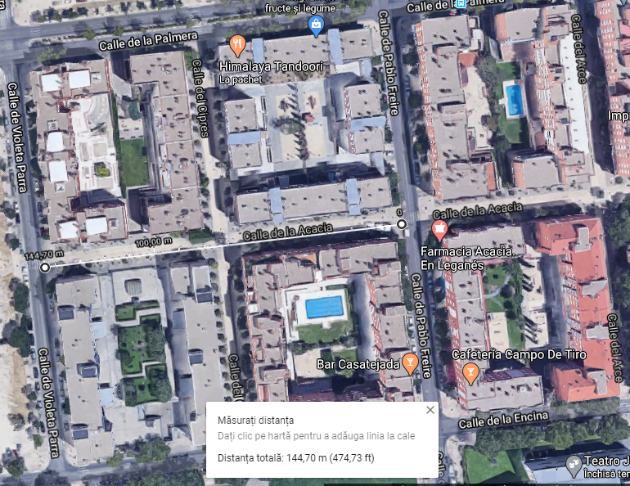 fructe și legume
Calle de la Palmera
Calle de la Palmera
Himalaya Tandoori
La pachet
Calle de Pablo Freire
Calle del Arce
Calle del Ciprés
Calle de Violeta Parra
Imp
Calle de la Acacia
Calle de la Acacia
0
100,00 m
144,70 m
Farmacia Acacia...
En Leganés
Calle de Pablo Freire
Calle del Arce
Calle de Violeta Parra
Bar Casatejada
Cafetería Campo De Tiro
Calle de la Encina
Măsurați distanța
Dați clic pe hartă pentru a adăuga linia la cale
Distanța totală: 144,70 m (474,73 ft)
Teatro J
Închisă tem